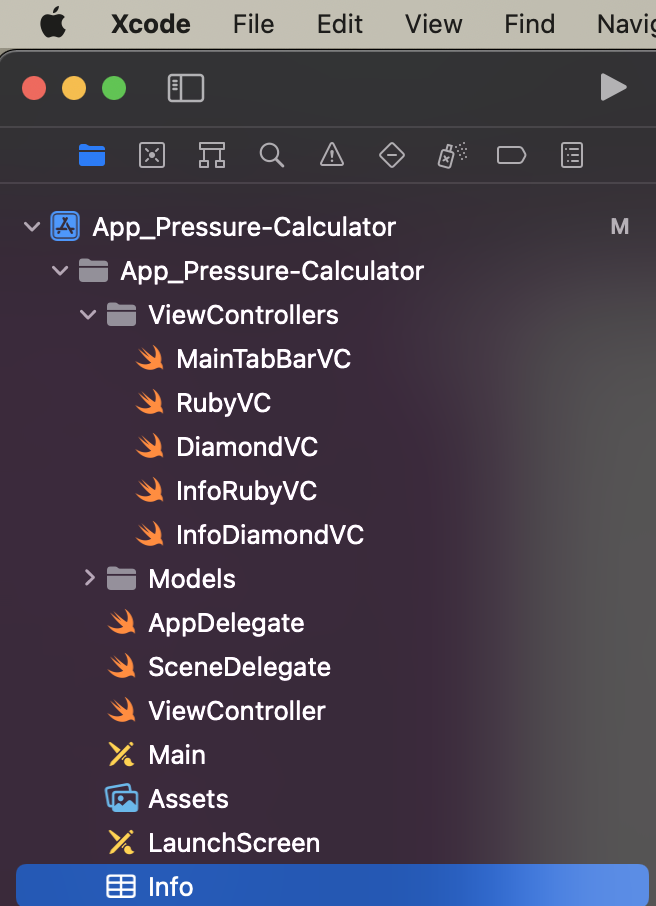 Xcode File Edit View Find Navig
App_Pressure-Calculator M
App_Pressure-Calculator
ViewControllers
MainTabBarVC
RubyVC
DiamondVC
InfoRubyVC
InfoDiamondVC
Models
AppDelegate
SceneDelegate
ViewController
Main
Assets
LaunchScreen
Info